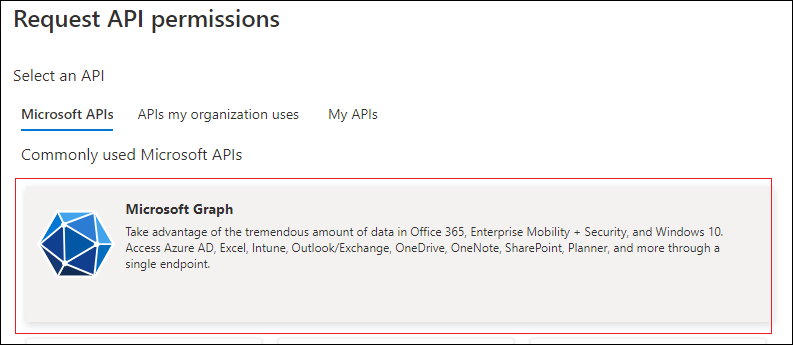 Request API permissions
Select an API
Microsoft APIs APIs my organization uses My APIs
Commonly used Microsoft APIs
Microsoft Graph
Take advantage of the tremendous amount of data in Office 365, Enterprise Mobility + Security, and Windows 10.
Access Azure AD, Excel, Intune, Outlook/Exchange, OneDrive, OneNote, SharePoint, Planner, and more through a
single endpoint.